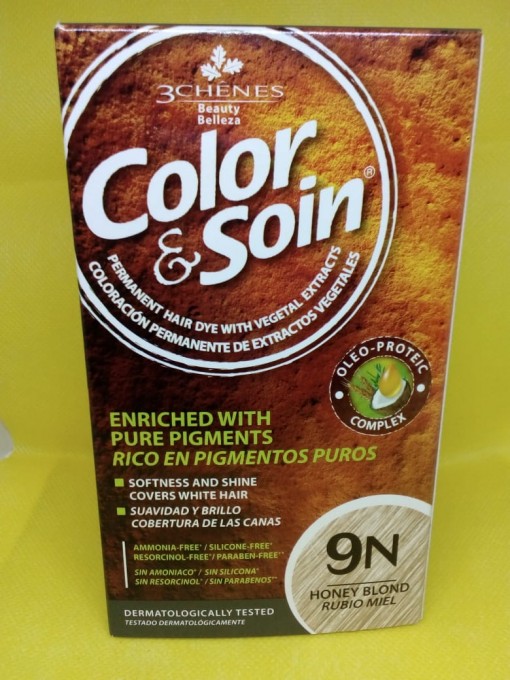 3CHÊNES
Beauty
Belleza
Color
& Soin®
PERMANENT HAIR DYE WITH VEGETAL EXTRACTS
COLORACIÓN PERMANENTE DE EXTRACTOS VEGETALES
OLEO-PROTEIC
COMPLEX
ENRICHED WITH
PURE PIGMENTS
RICO EN PIGMENTOS PUROS
SOFTNESS AND SHINE
COVERS WHITE HAIR
SUAVIDAD Y BRILLO
COBERTURA DE LAS CANAS
AMMONIA-FREE* / SILICONE-FREE*
RESORCINOL-FREE*/ PARABEN-FREE**
SIN AMONIACO* / SIN SILICONA*
SIN RESORCINOL* / SIN PARABENOS**
9N
HONEY BLOND
RUBIO MIEL
DERMATOLOGICALLY TESTED
TESTADO DERMATOLÓGICAMENTE